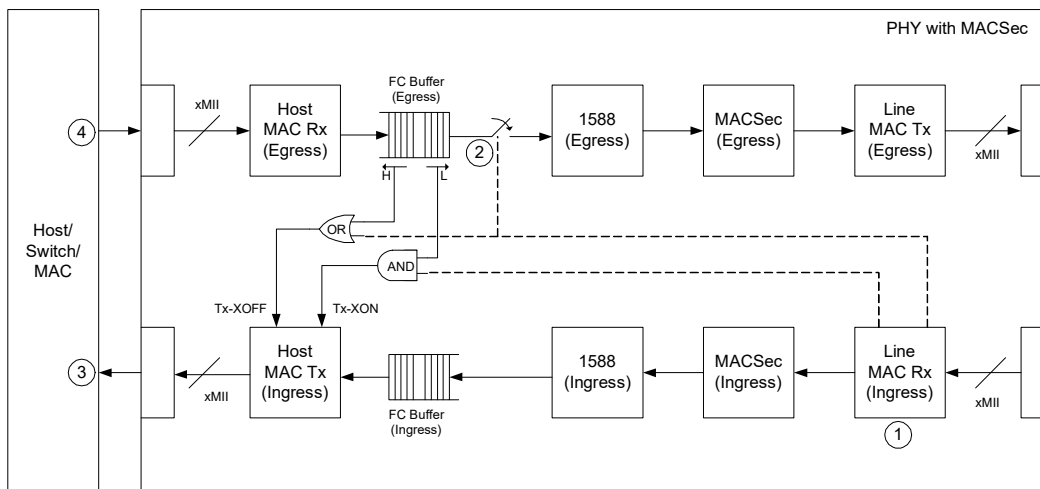 PHY with MACSec
FC Buffer
(Egress)
xMII
Host
MAC Rx
(Egress)
1588
(Egress)
MACSec
(Egress)
Line
MAC Tx
(Egress)
xMII
4
2
H
L
OR
AND
Host/
Switch/
MAC
Tx-XOFF
Tx-XON
3
xMII
Host
MAC Tx
(Ingress)
FC Buffer
(Ingress)
1588
(Ingress)
MACSec
(Ingress)
Line
MAC Rx
(Ingress)
xMII
1